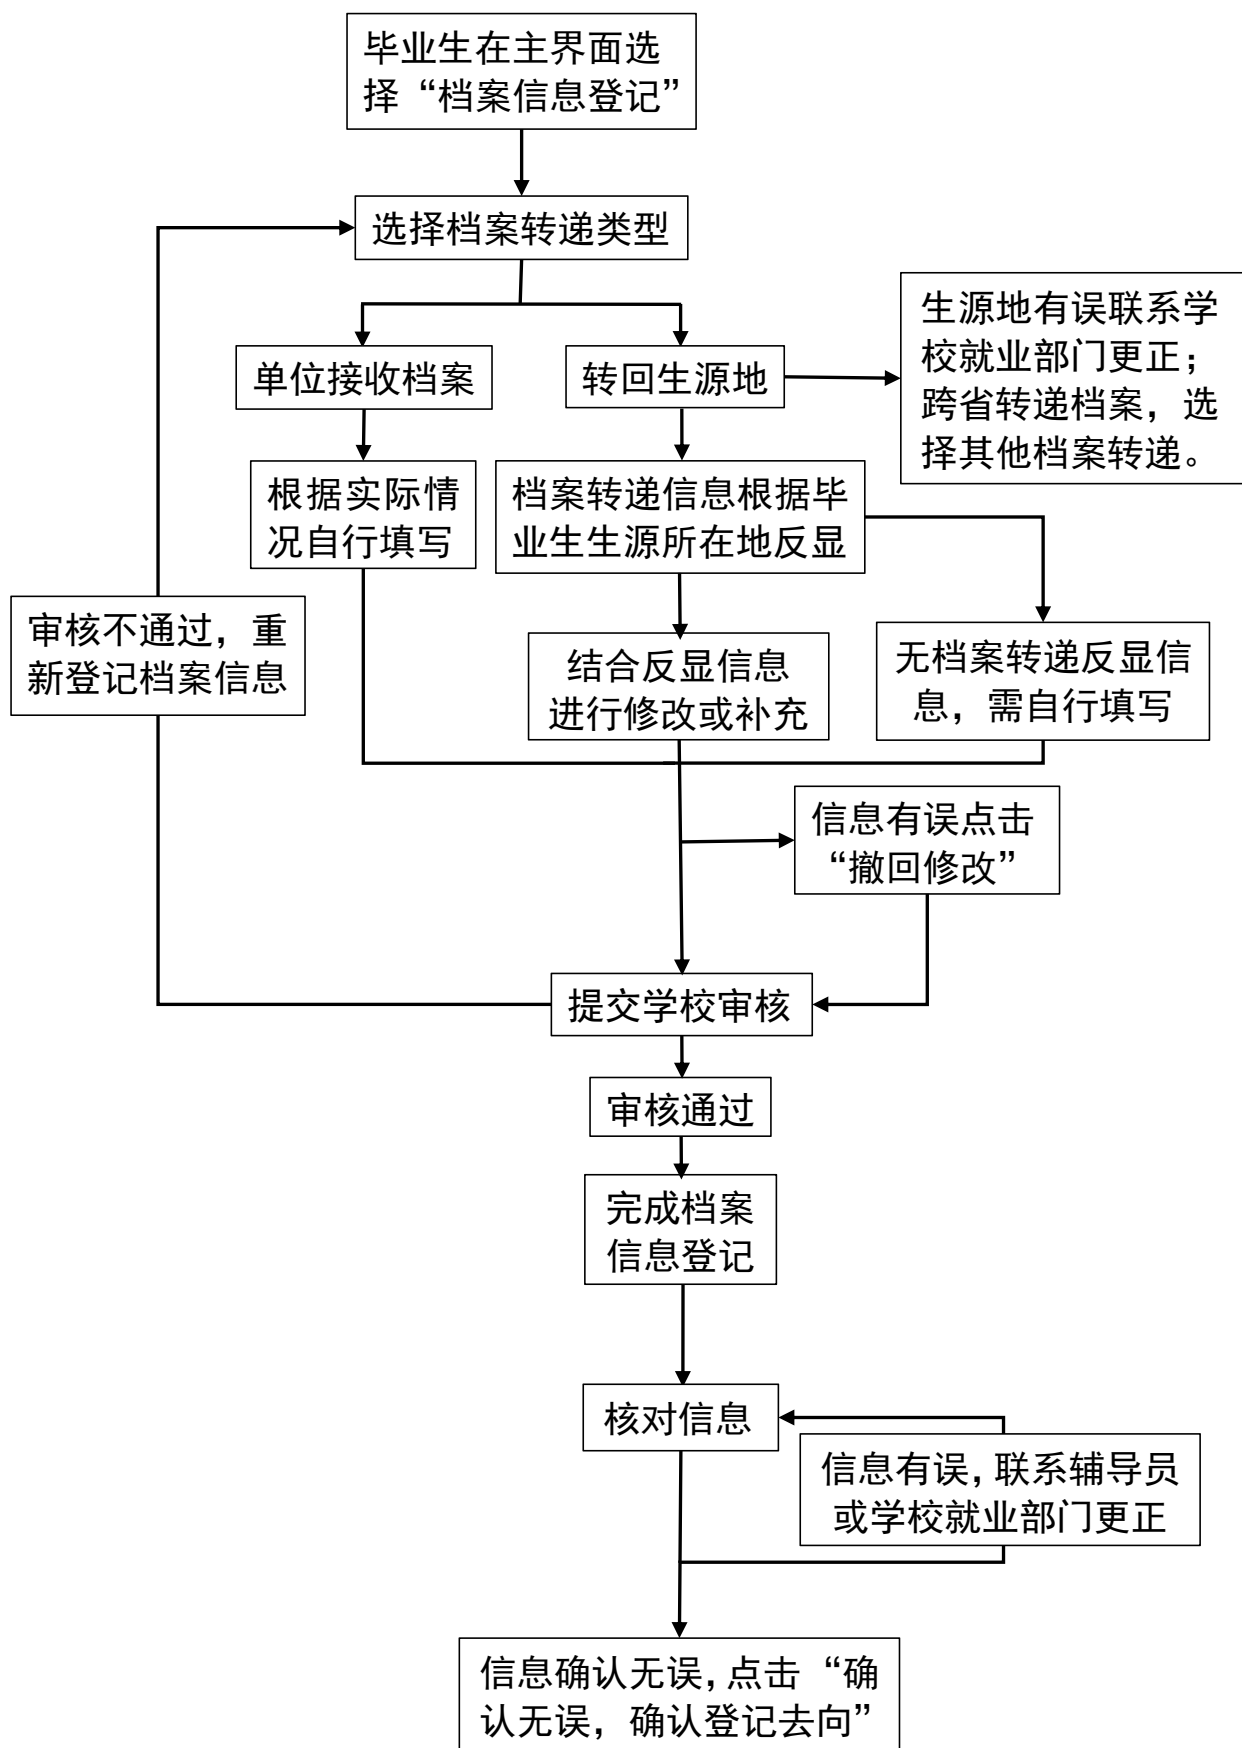 毕业生在主界面选
择“档案信息登记”
选择档案转递类型
单位接收档案
转回生源地
生源地有误联系学
校就业部门更正；
跨省转递档案，选
择其他档案转递。
根据实际情
况自行填写
档案转递信息根据毕
业生生源所在地反显
审核不通过，重
新登记档案信息
结合反显信息
进行修改或补充
无档案转递反显信
息，需自行填写
信息有误点击
“撤回修改”
提交学校审核
审核通过
完成档案
信息登记
核对信息
信息有误，联系辅导员
或学校就业部门更正
信息确认无误，点击“确
认无误，确认登记去向”